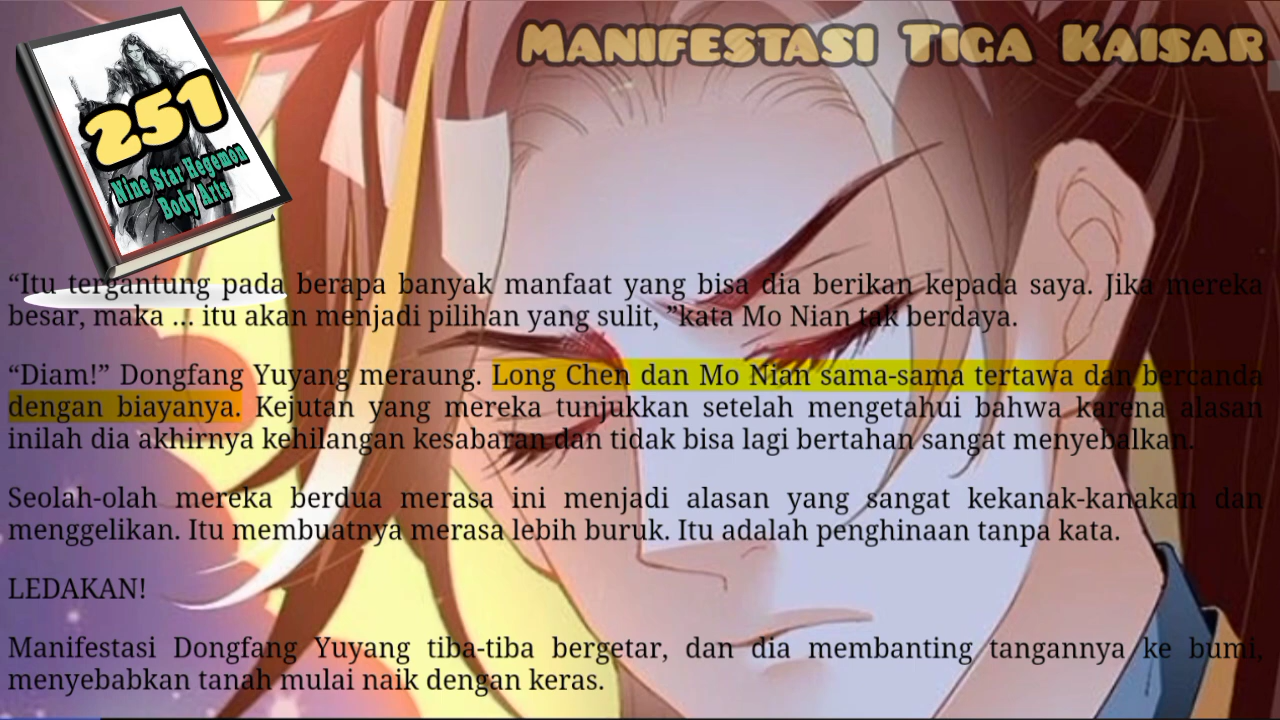 Manifestasi Tiga Kaisar
251
Nine Star Hegemon
Body Arts
“Itu tergantung pada berapa banyak manfaat yang bisa dia berikan kepada saya. Jika mereka
besar, maka ... itu akan menjadi pilihan yang sulit, ”kata Mo Nian tak berdaya.
“Diam!” Dongfang Yuyang meraung. Long Chen dan Mo Nian sama-sama tertawa dan bercanda
dengan biayanya. Kejutan yang mereka tunjukkan setelah mengetahui bahwa karena alasan
inilah dia akhirnya kehilangan kesabaran dan tidak bisa lagi bertahan sangat menyebalkan.
Seolah-olah mereka berdua merasa ini menjadi alasan yang sangat kekanak-kanakan dan
menggelikan. Itu membuatnya merasa lebih buruk. Itu adalah penghinaan tanpa kata.
LEDAKAN!
Manifestasi Dongfang Yuyang tiba-tiba bergetar, dan dia membanting tangannya ke bumi,
menyebabkan tanah mulai naik dengan keras.